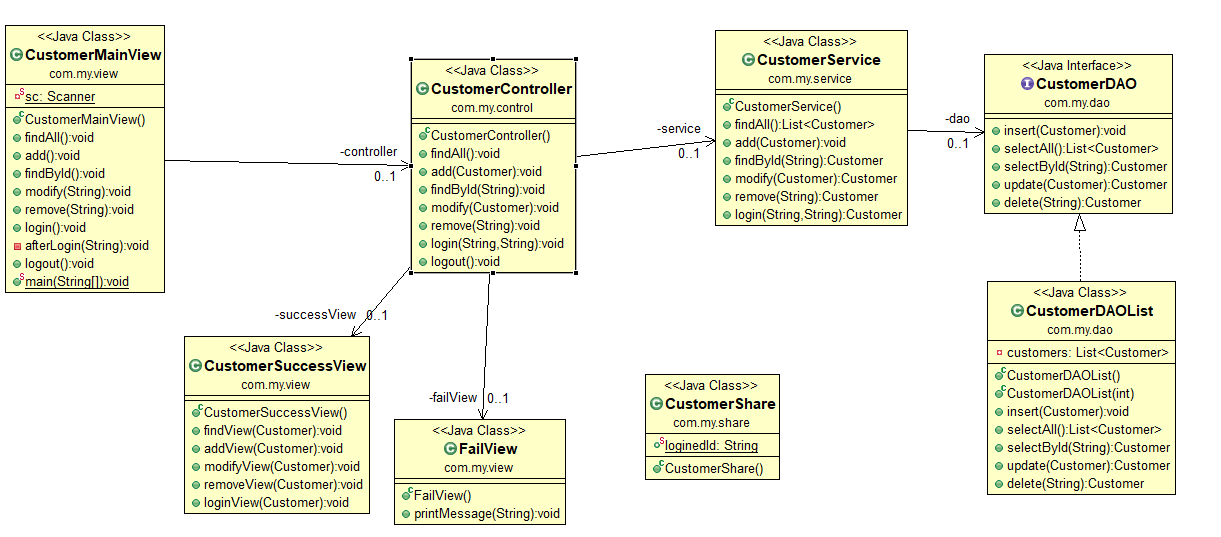 <<Java Class>>
CustomerMainView
com.my.view
sc: Scanner
CustomerMainView()
findAll():void
add():void
findById():void
modify(String):void
remove(String):void
login():void
afterLogin(String):void
logout():void
main(String[]):void
-controller
0..1
<<Java Class>>
CustomerController
com.my.control
CustomerController()
findAll():void
add(Customer):void
findById(String):void
modify(Customer):void
remove(String):void
login(String,String):void
logout():void
-service
0..1
<<Java Class>>
CustomerService
com.my.service
CustomerService()
findAll():List<Customer>
add(Customer):void
findById(String):Customer
modify(Customer):Customer
remove(String):Customer
login(String,String):Customer
-dao
0..1
<<Java Interface>>
CustomerDAO
com.my.dao
insert(Customer):void
selectAll():List<Customer>
selectById(String):Customer
update(Customer):Customer
delete(String):Customer
-successView
0..1
<<Java Class>>
CustomerSuccessView
com.my.view
CustomerSuccessView()
findView(Customer):void
addView(Customer):void
modifyView(Customer):void
removeView(Customer):void
loginView(Customer):void
-failView
0..1
<<Java Class>>
FailView
com.my.view
FailView()
printMessage(String):void
<<Java Class>>
CustomerShare
com.my.share
loginedId: String
CustomerShare()
<<Java Class>>
CustomerDAOList
com.my.dao
customers: List<Customer>
CustomerDAOList()
CustomerDAOList(int)
insert(Customer):void
selectAll():List<Customer>
selectById(String):Customer
update(Customer):Customer
delete(String):Customer